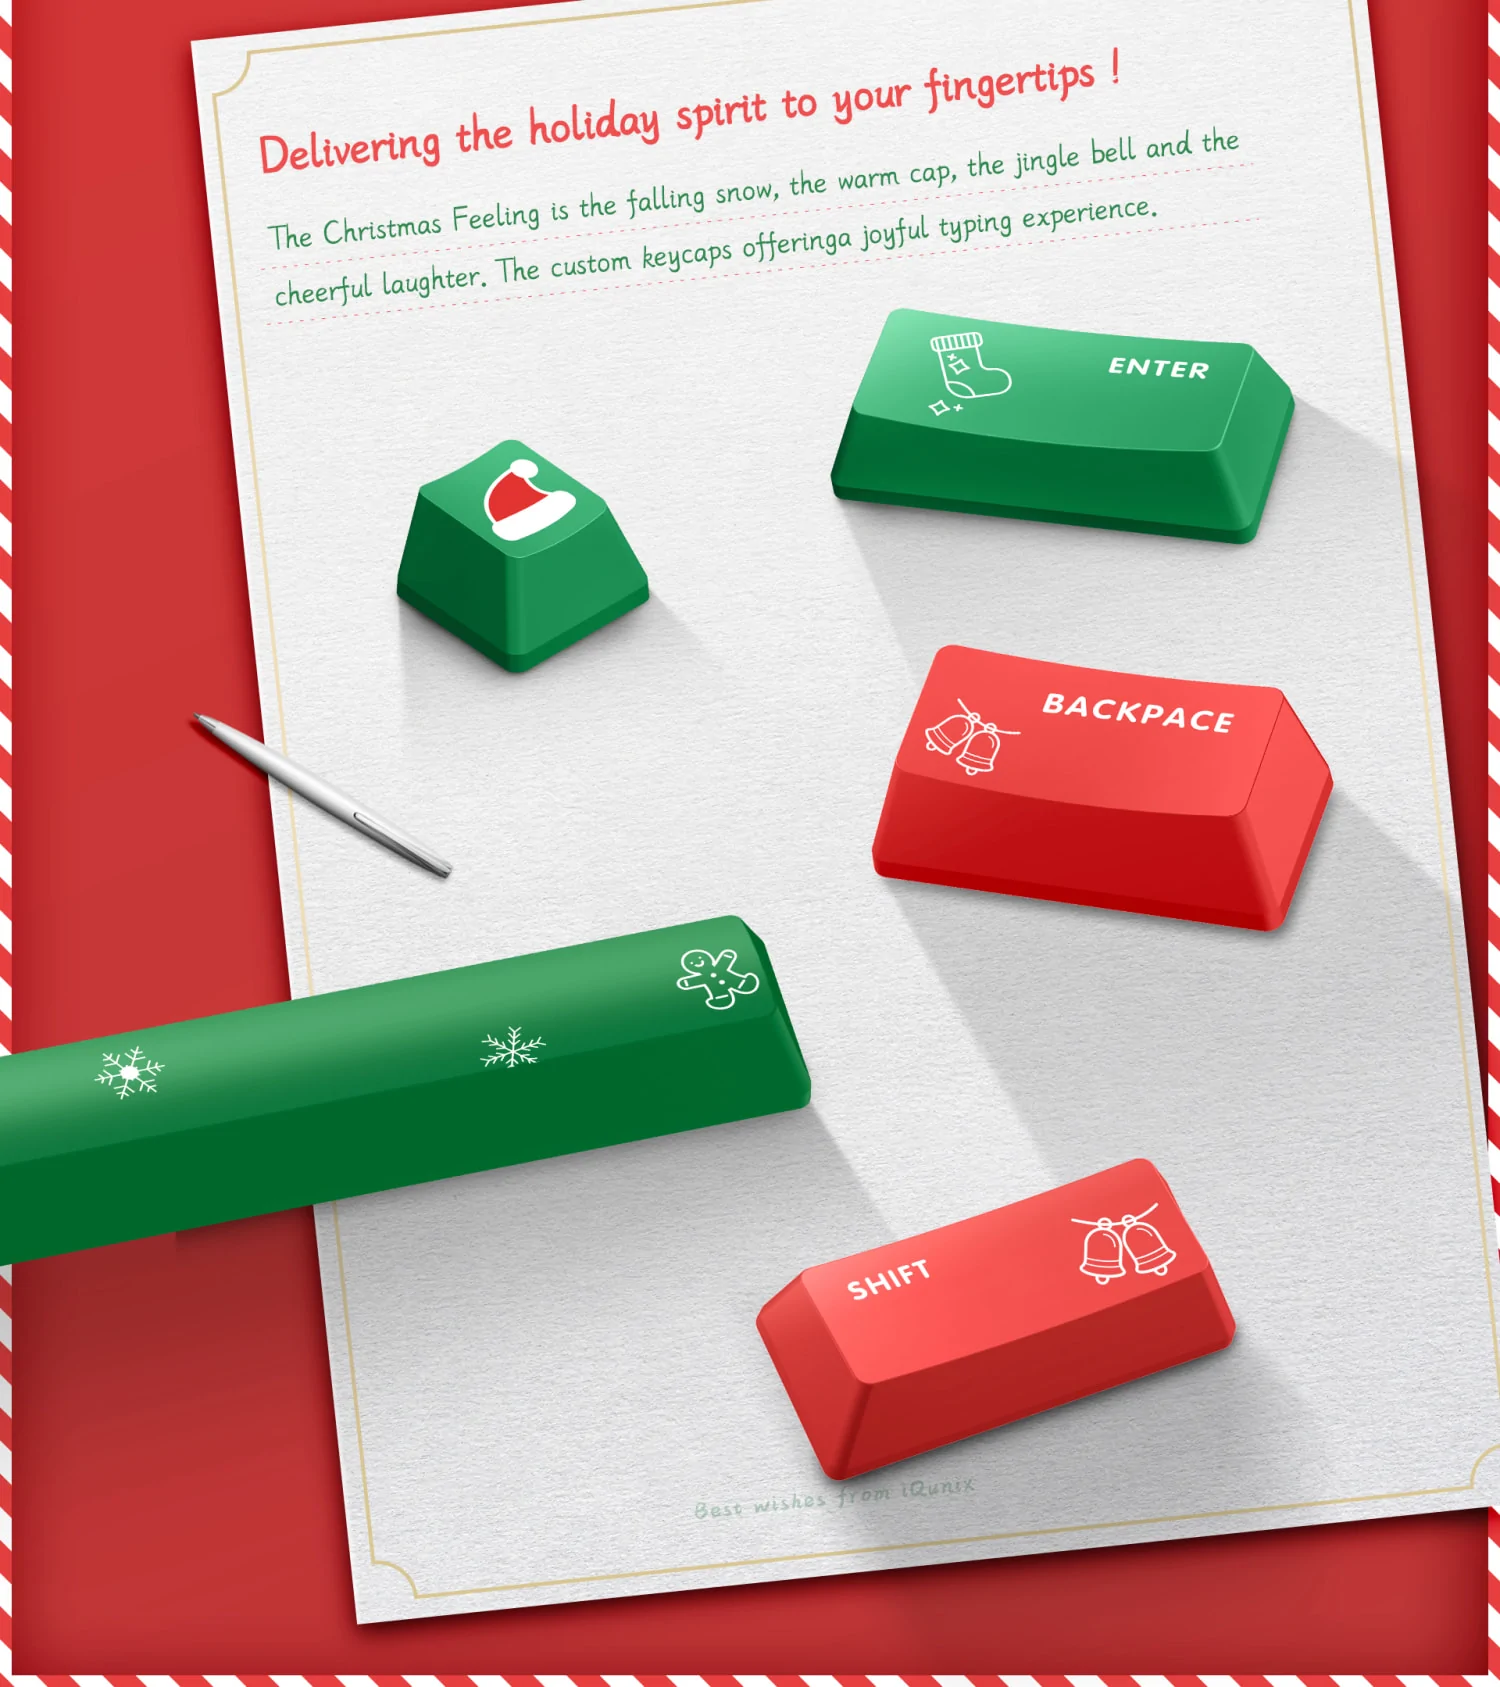 Delivering the holiday spirit to your fingertips !
The Christmas Feeling is the falling snow, the warm cap, the jingle bell and the
cheerful laughter. The custom keycaps offeringa joyful typing experience.
ENTER
BACKPACE
SHIFT
Best wishes from iQunix